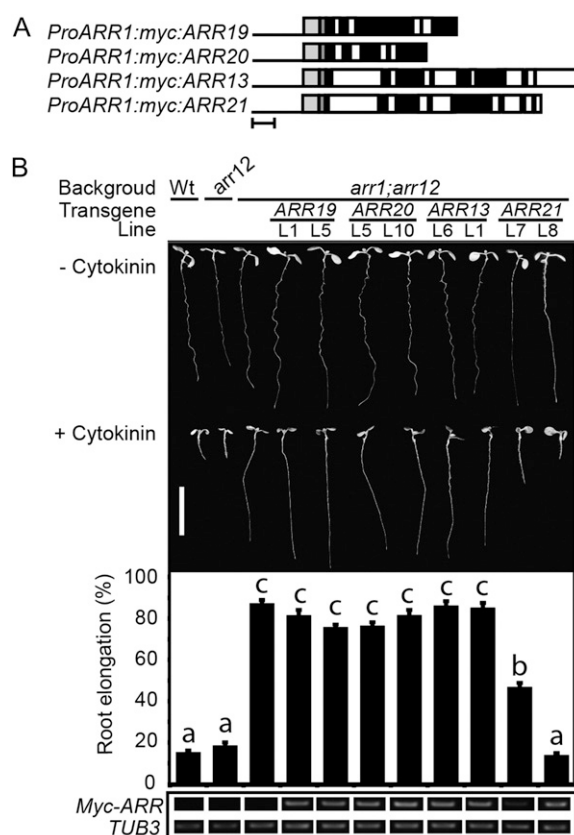 A
ProARR1:myc:ARR19
ProARR1:myc:ARR20
ProARR1:myc:ARR13
ProARR1:myc:ARR21
B
Backgroud Wt arr12 arr1;arr12
Transgene ARR19 ARR20 ARR13 ARR21
Line L1 L5 L5 L10 L6 L1 L7 L8
- Cytokinin
+ Cytokinin
Root elongation (%)
100
80
60
40
20
0
a a c c c c c c c b a
Myc-ARR
TUB3